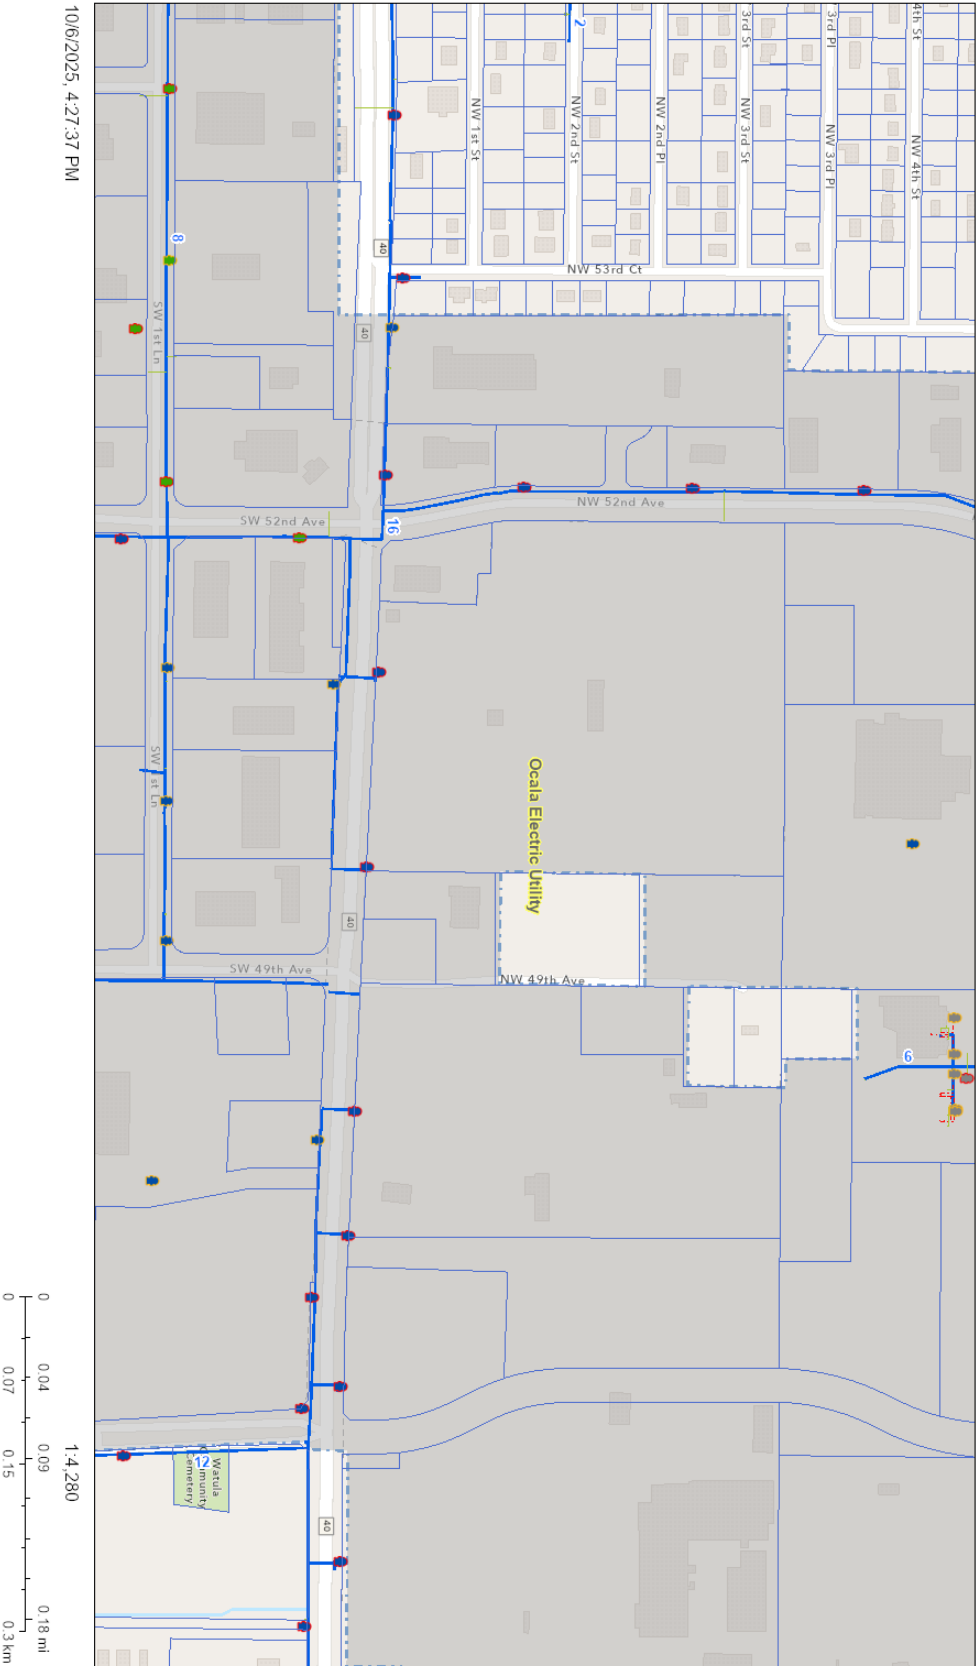 10/6/2025, 4:27:37 PM
1:4,280
0
0.04
0.09
0.18 mi
0
0.07
0.15
0.3 km
2
3rd St
3rd Pl
4th St
NW 1st St
NW 2nd St
NW 2nd Pl
NW 3rd St
NW 3rd Pl
NW 4th St
8
40
NW 53rd Ct
SW 1st Ln
40
NW 52nd Ave
SW 52nd Ave
16
SW 1st Ln
Ocala Electric Utility
40
SW 49th Ave
NW 49th Ave
6
12
Watula
Community
Cemetery
40